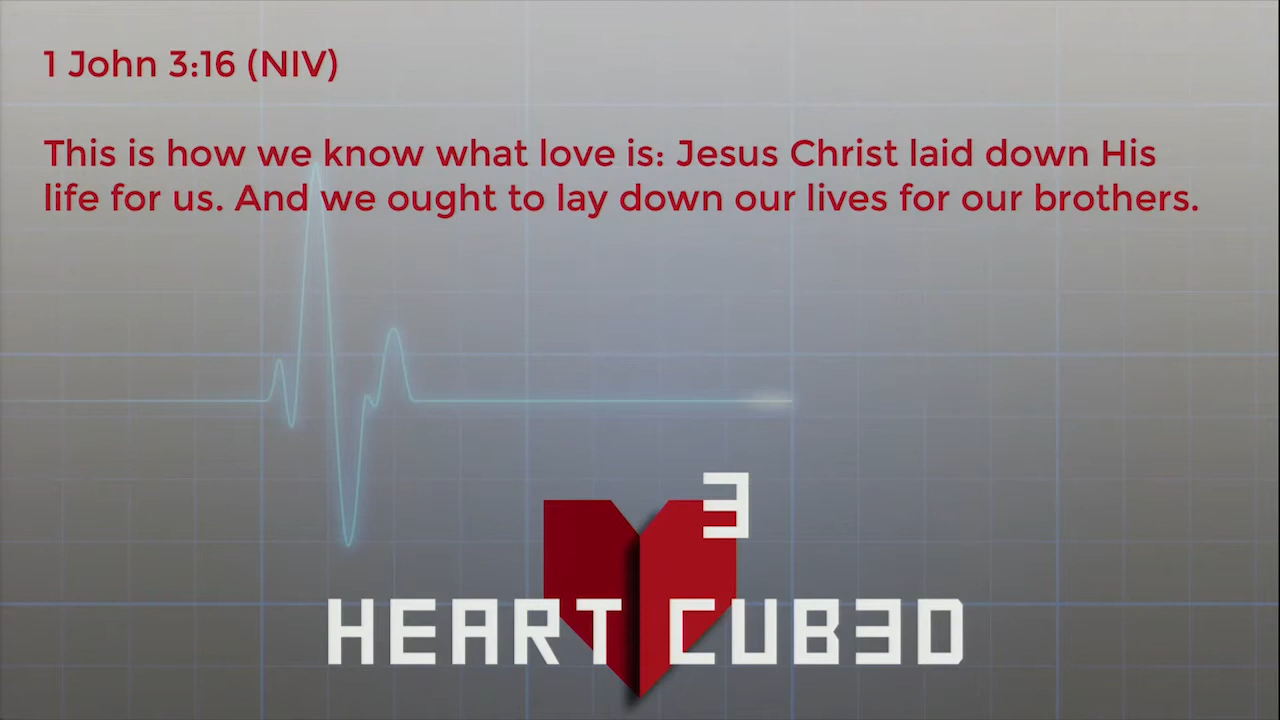 1 John 3:16 (NIV)
This is how we know what love is: Jesus Christ laid down His
life for us. And we ought to lay down our lives for our brothers.
3
HEART CUB3D